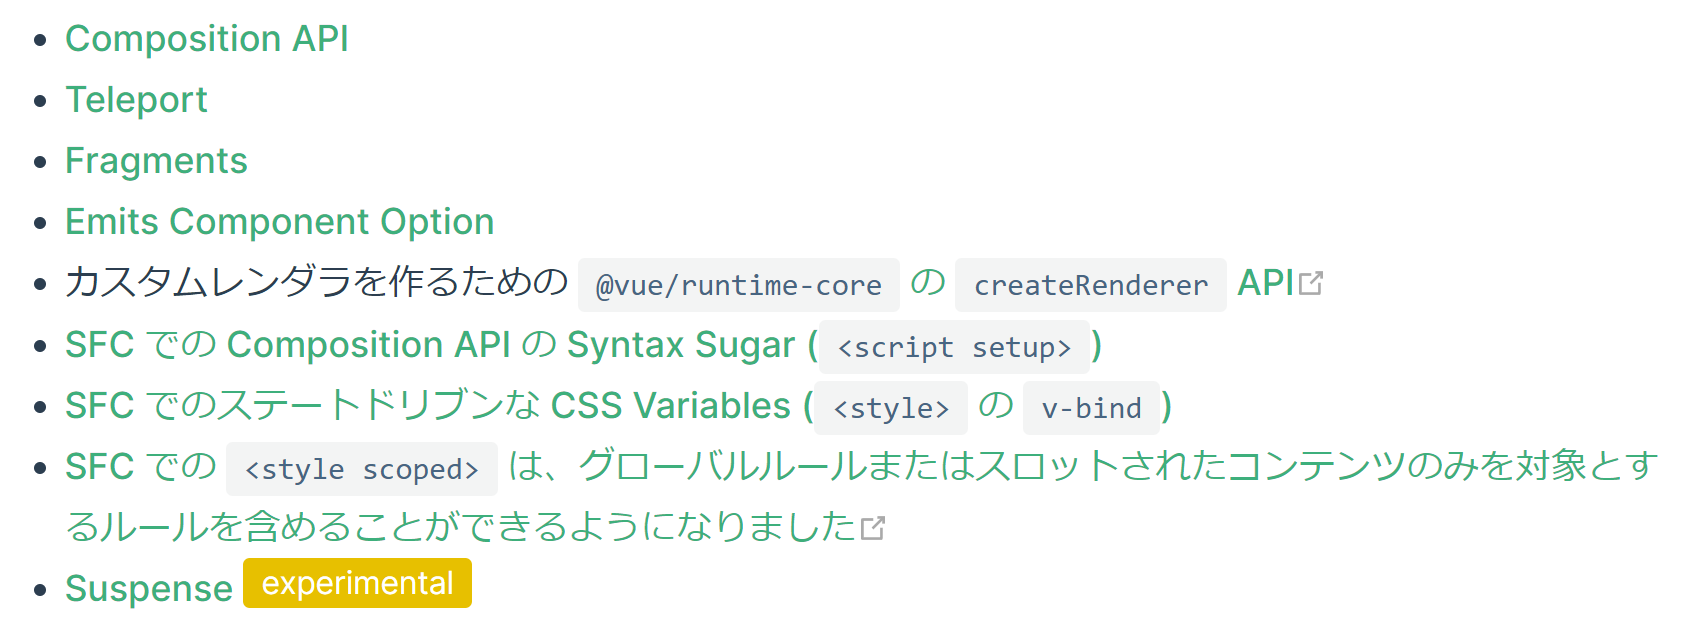 Composition API
Teleport
Fragments
Emits Component Option
カスタムレンダラを作るための @vue/runtime-core の createRenderer API
SFC での Composition API の Syntax Sugar (<script setup>)
SFC でのステートドリブンな CSS Variables (<style> の v-bind)
SFC での <style scoped> は、グローバルルールまたはスロットされたコンテンツのみを対象とす
るルールを含めることができるようになりました
Suspense experimental